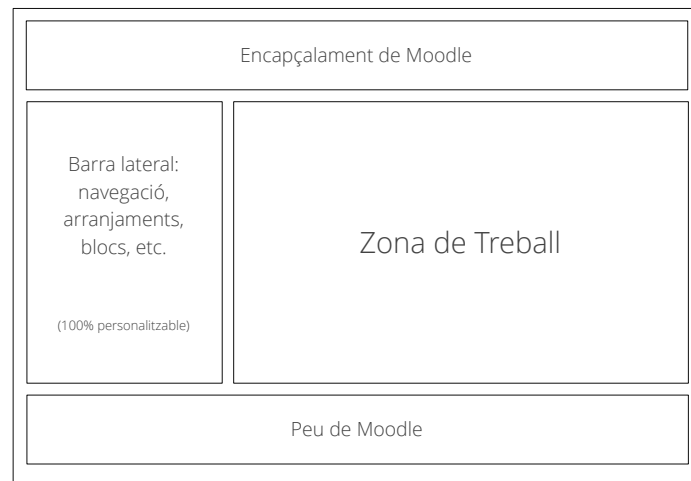 Encapçalament de Moodle
Barra lateral:
navegació,
arranjaments,
blocs, etc.
(100% personalitzable)
Zona de Treball
Peu de Moodle